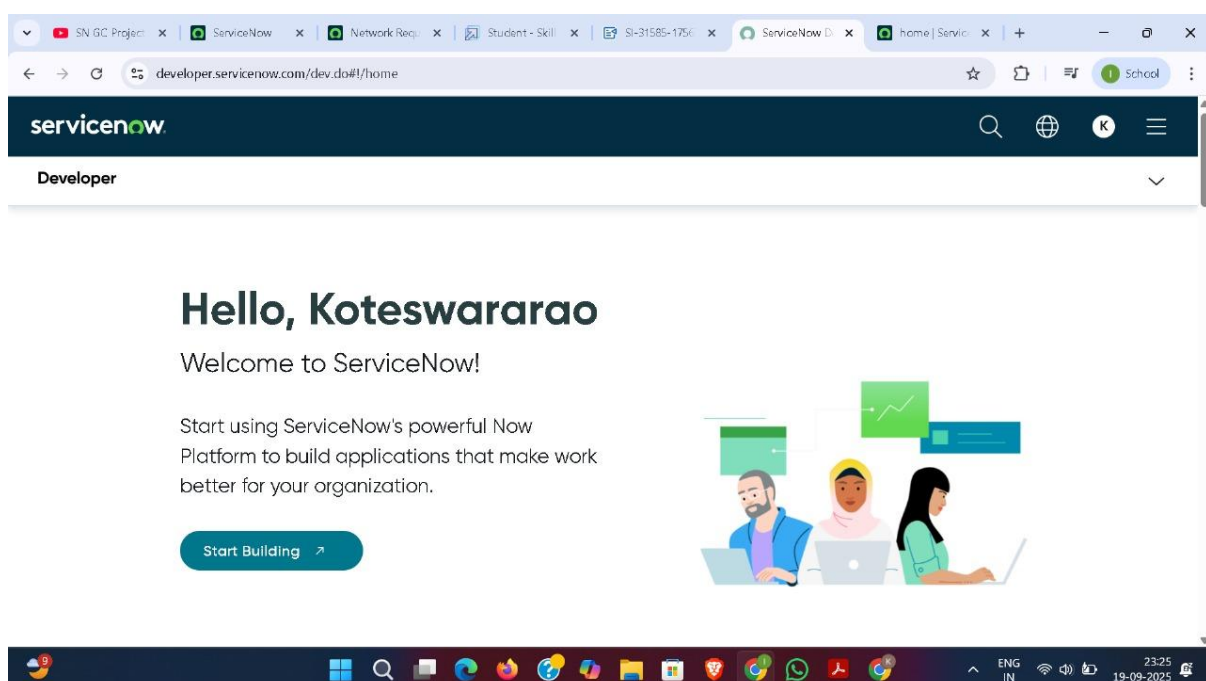 SN GC Project
ServiceNow
Network Requ
Student - Skill
SI-31585-1756
ServiceNow D
home | Servic
developer.servicenow.com/dev.do#!/home
School
servicenow.
K
Developer
Hello, Koteswararao
Welcome to ServiceNow!
Start using ServiceNow's powerful Now
Platform to build applications that make work
better for your organization.
Start Building
9
ENG
IN
23:25
19-09-2025